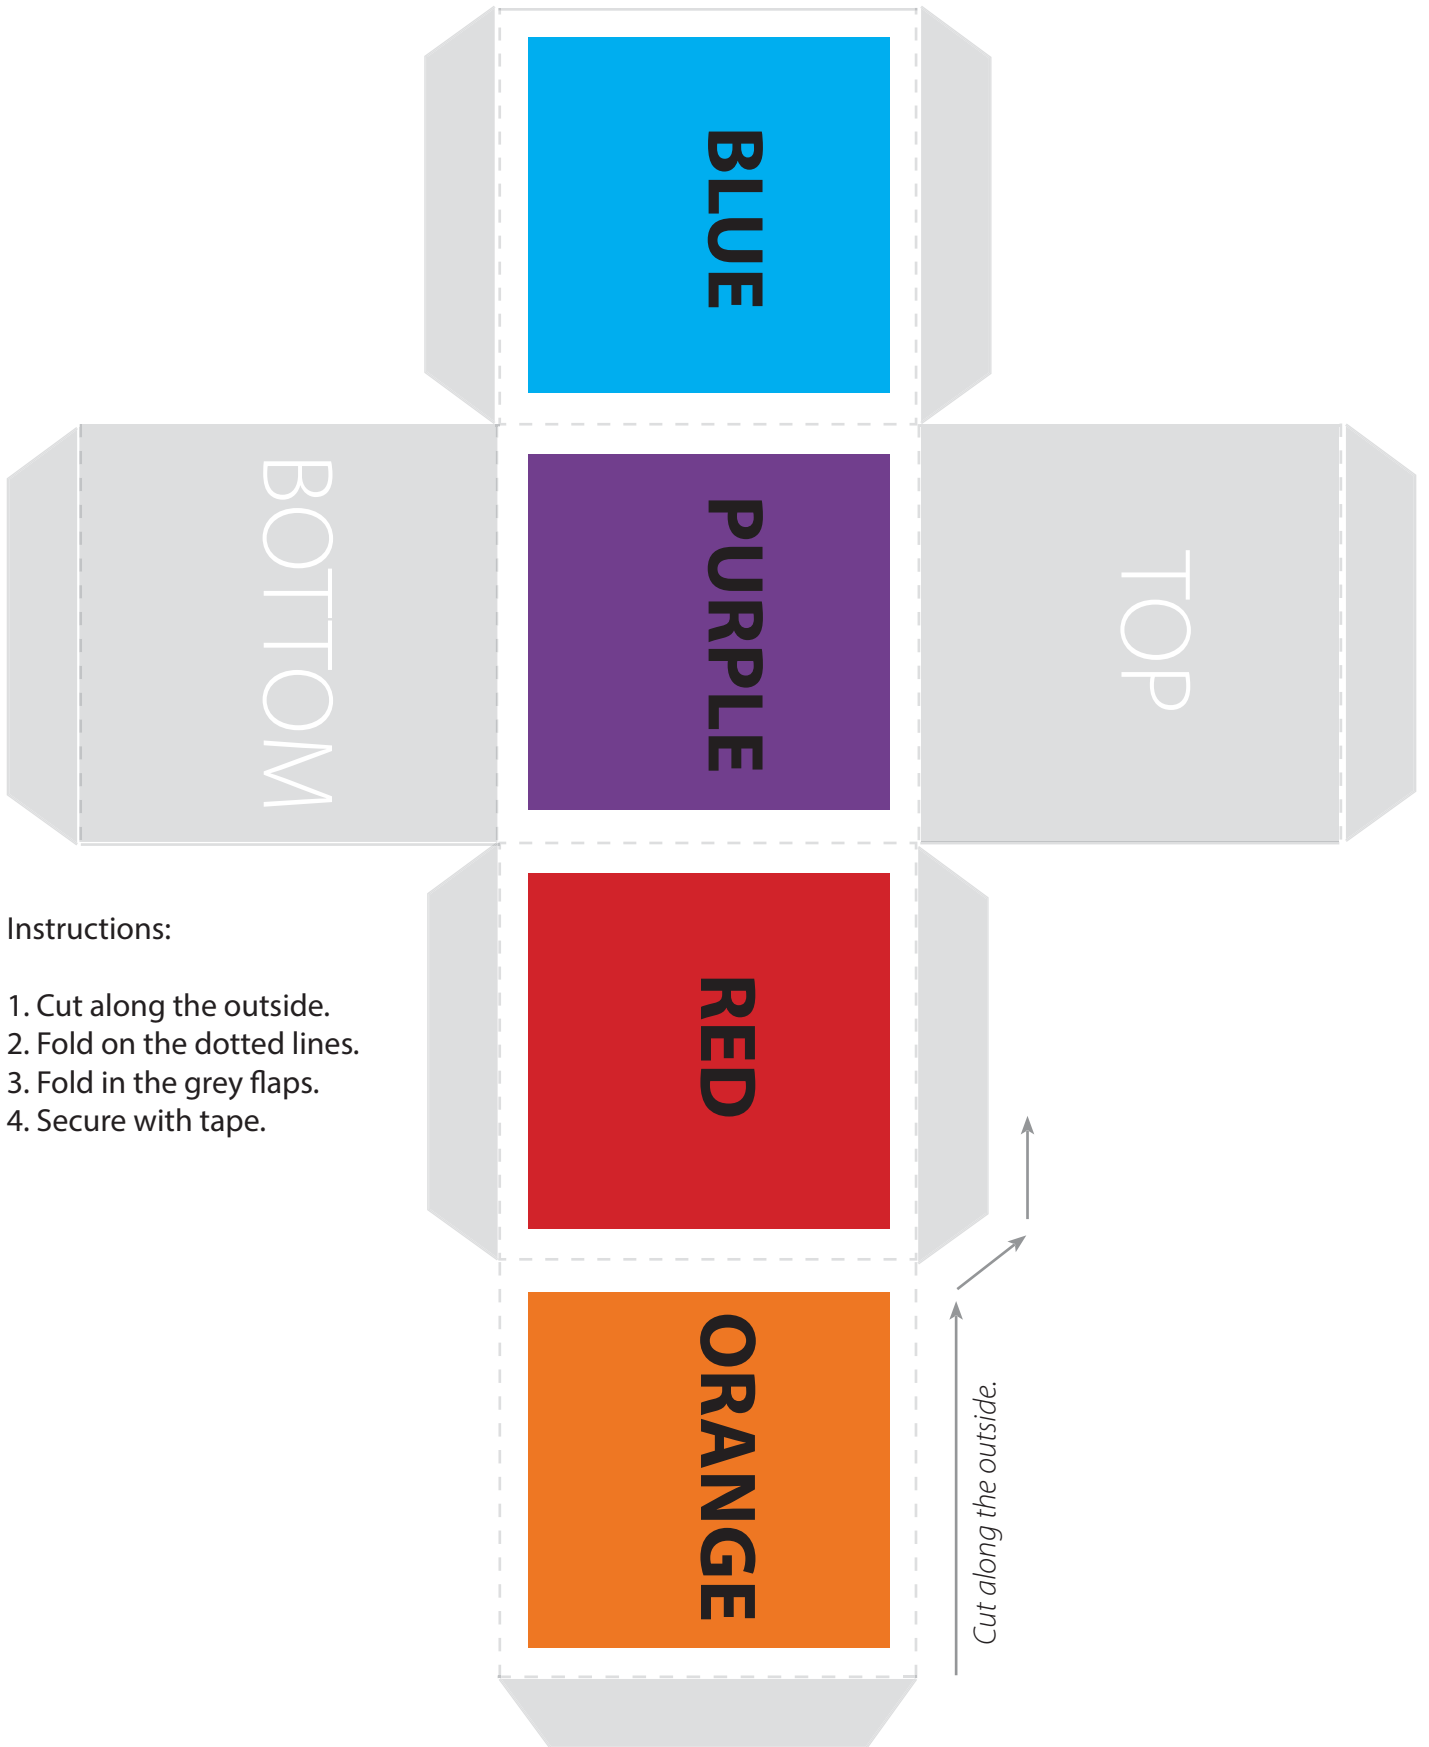 BLUE
BOTTOM
PURPLE
TOP
Instructions:
1. Cut along the outside.
2. Fold on the dotted lines.
3. Fold in the grey flaps.
4. Secure with tape.
RED
ORANGE
Cut along the outside.